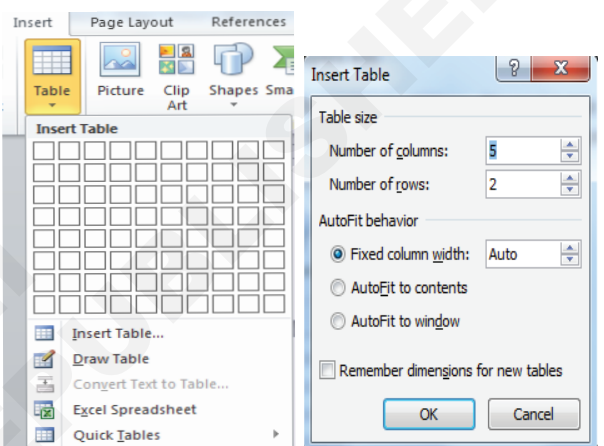 Insert Page Layout References
Table Picture Clip Art Shapes Sma
Insert Table
Insert Table...
Draw Table
Convert Text to Table...
Excel Spreadsheet
Quick Tables
Insert Table
Table size
Number of columns: 5
Number of rows: 2
AutoFit behavior
Fixed column width: Auto
AutoFit to contents
AutoFit to window
Remember dimensions for new tables
OK Cancel